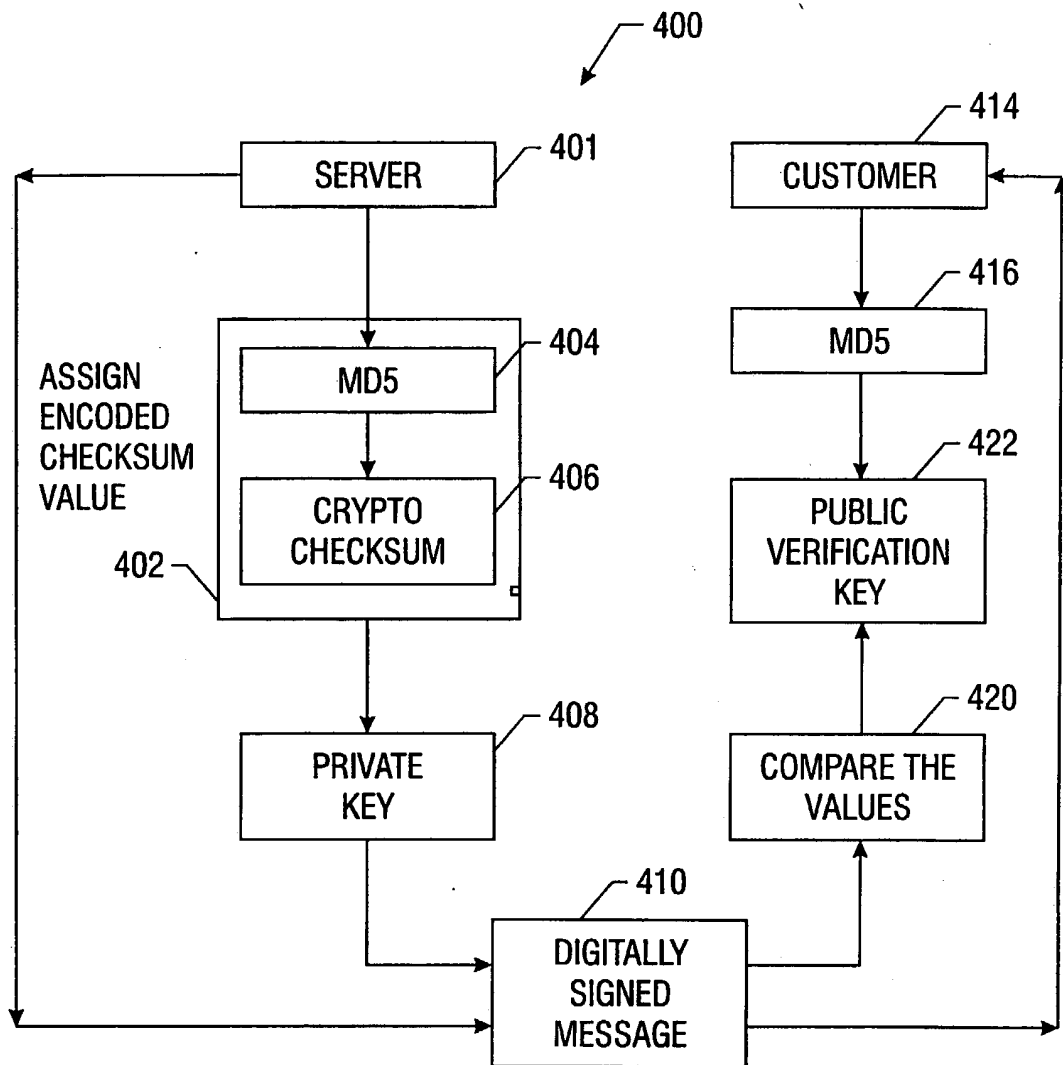 400
SERVER
401
CUSTOMER
414
MD5
404
CRYPTO
CHECKSUM
406
402
ASSIGN
ENCODED
CHECKSUM
VALUE
MD5
416
PUBLIC
VERIFICATION
KEY
422
PRIVATE
KEY
408
COMPARE THE
VALUES
420
DIGITALLY
SIGNED
MESSAGE
410